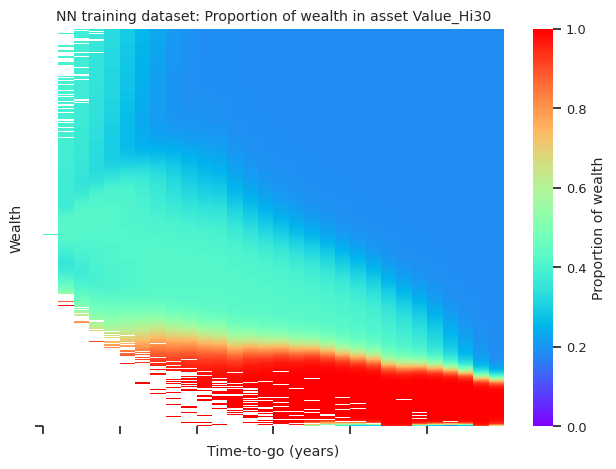 NN training dataset: Proportion of wealth in asset Value_Hi30
Wealth
Time-to-go (years)
1.0
0.8
0.6
0.4
0.2
0.0
Proportion of wealth